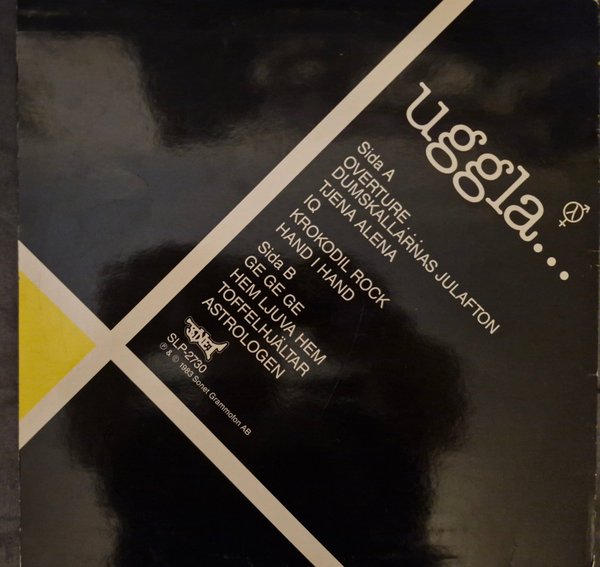 uggla...
Sida A
OVERTURE
DUMSKALLARNAS JULAFTON
TJENA ALENA
IQ
KROKODIL ROCK
HAND I HAND
Sida B
GE GE GE
HEM LJUVA HEM
TOFFELHJÄLTAR
ASTROLOGEN
SONET
SLP-2730
℗ & © 1983 Sonet Grammofon AB